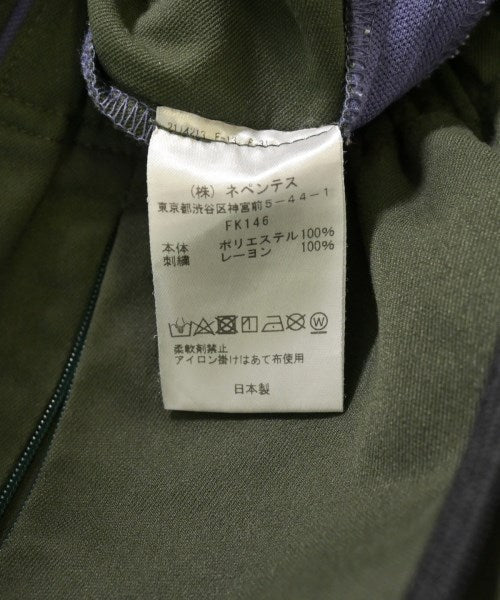 （株）ネペンテス
東京都渋谷区神宮前5－44－1
FK146
本体 ポリエステル100%
刺繍 レーヨン 100%
柔軟剤禁止
アイロン掛けはあて布使用
日本製